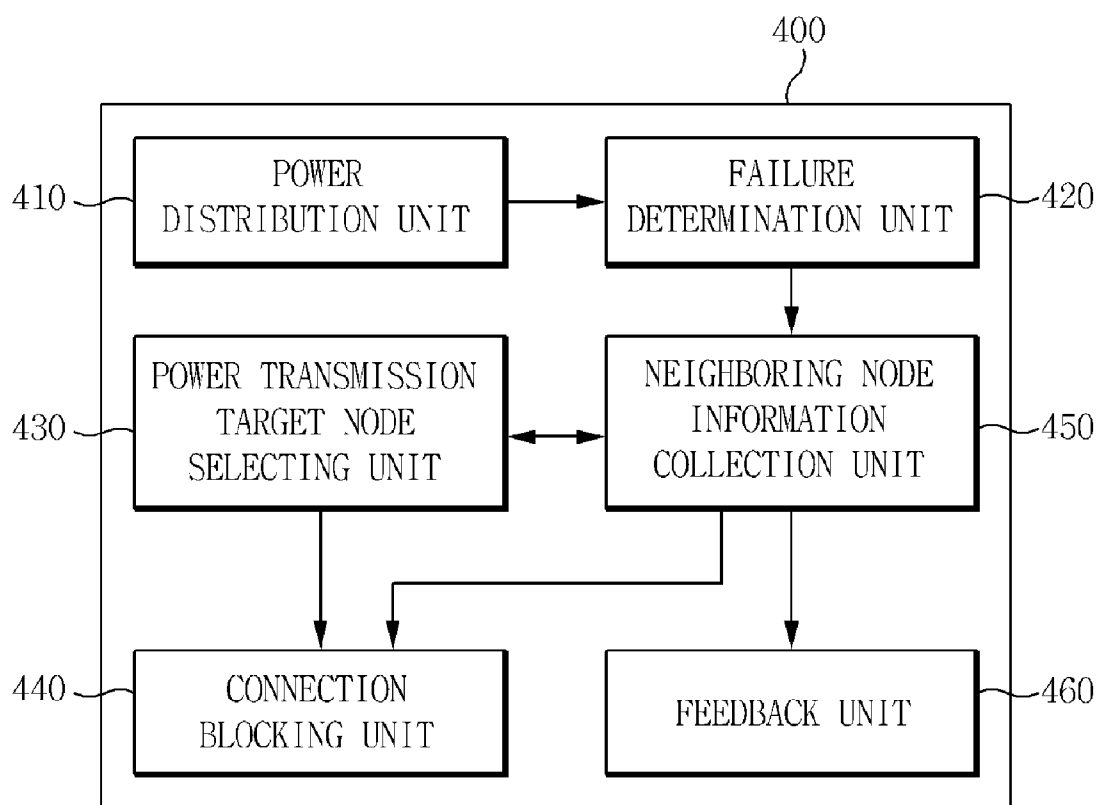 400
410
POWER
DISTRIBUTION UNIT
FAILURE
DETERMINATION UNIT
420
430
POWER TRANSMISSION
TARGET NODE
SELECTING UNIT
NEIGHBORING NODE
INFORMATION
COLLECTION UNIT
450
440
CONNECTION
BLOCKING UNIT
FEEDBACK UNIT
460